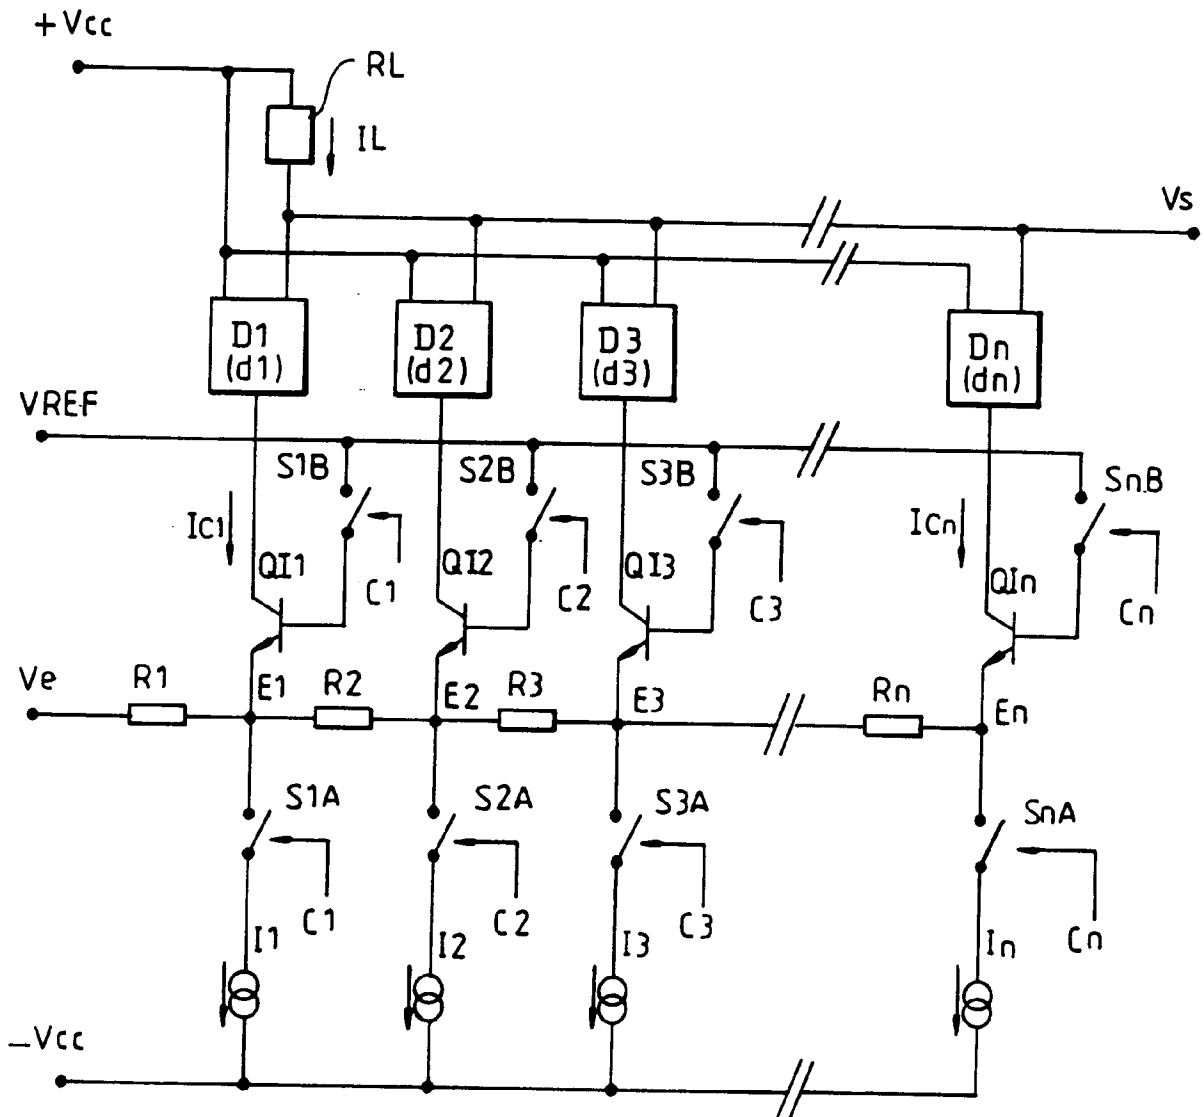 +Vcc
RL
IL
Vs
D1
(d1)
D2
(d2)
D3
(d3)
Dn
(dn)
VREF
S1B
S2B
S3B
SnB
Ic1
Icn
QI1
C1
QI2
C2
QI3
C3
QIn
Cn
Ve
R1
E1
R2
E2
R3
E3
Rn
En
S1A
S2A
S3A
SnA
C1
C2
C3
Cn
I1
I2
I3
In
−Vcc